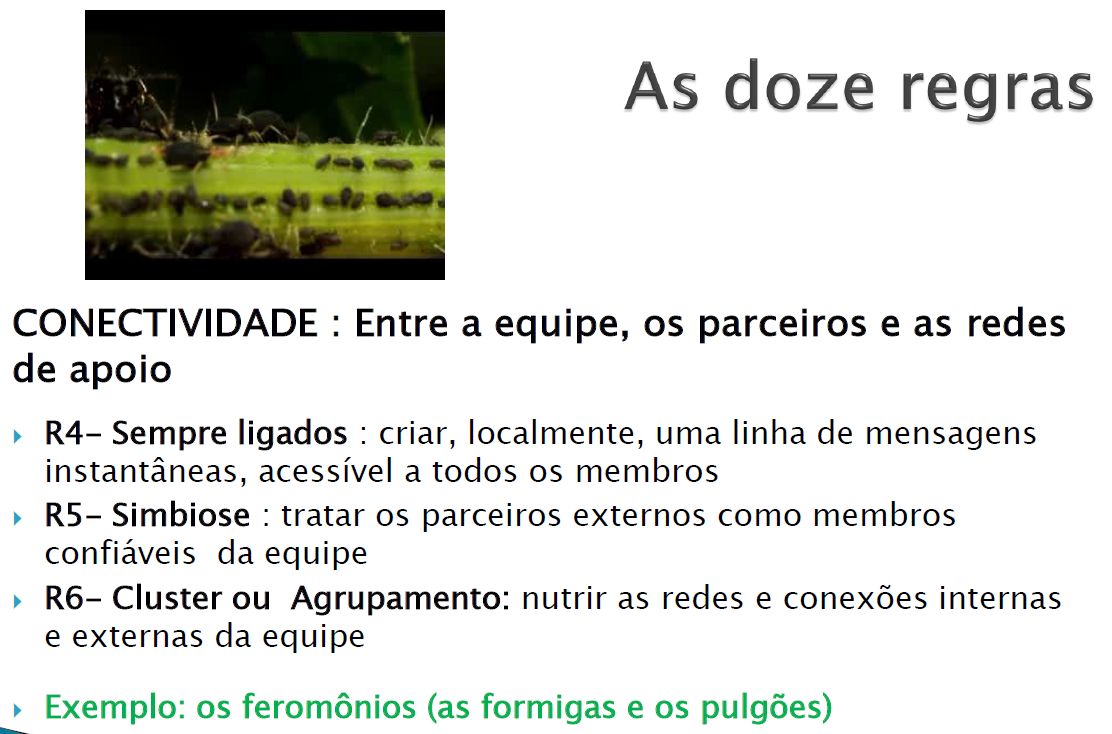 As doze regras
CONECTIVIDADE : Entre a equipe, os parceiros e as redes
de apoio
R4- Sempre ligados : criar, localmente, uma linha de mensagens
instantâneas, acessível a todos os membros
R5- Simbiose : tratar os parceiros externos como membros
confiáveis  da equipe
R6- Cluster ou  Agrupamento: nutrir as redes e conexões internas
e externas da equipe
Exemplo: os feromônios (as formigas e os pulgões)